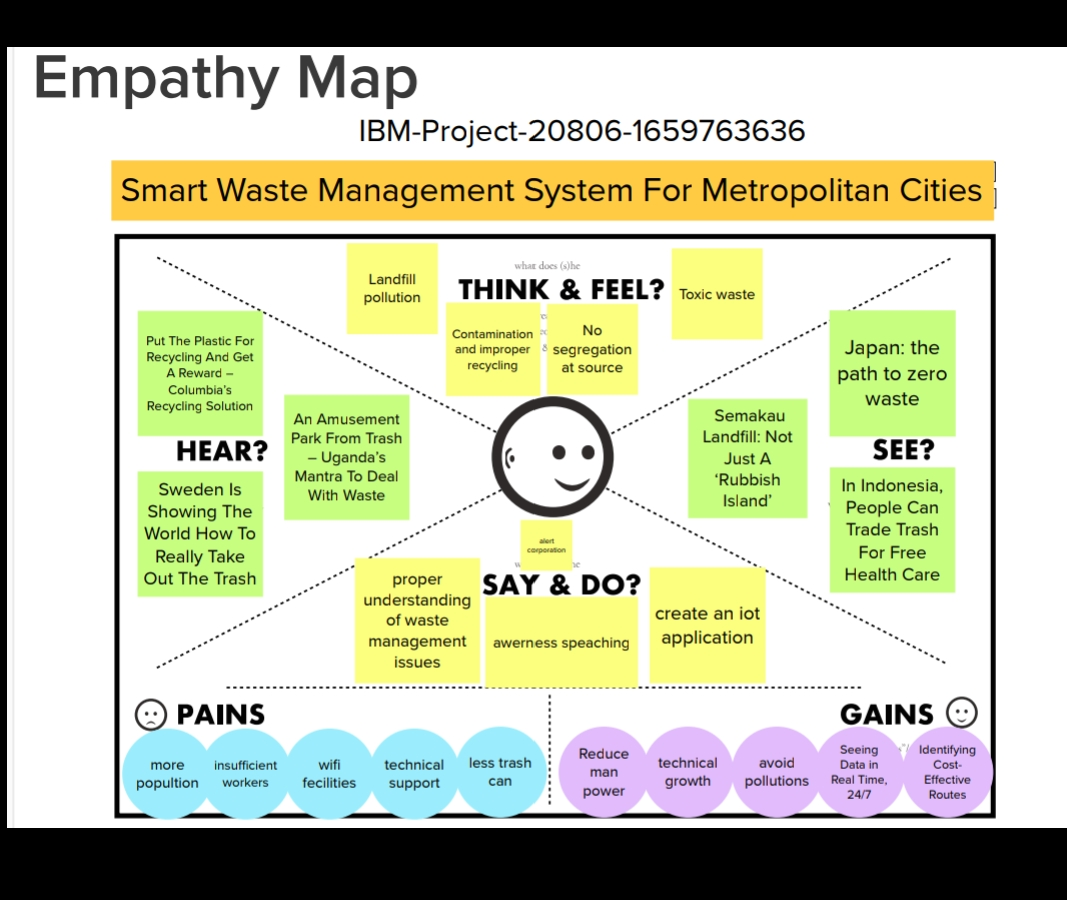 Empathy Map
IBM-Project-20806-1659763636
Smart Waste Management System For Metropolitan Cities
what does (s)he
THINK & FEEL?
Landfill
pollution
Toxic waste
Contamination
and improper
recycling
No
segregation
at source
Put The Plastic For
Recycling And Get
A Reward –
Columbia's
Recycling Solution
HEAR?
An Amusement
Park From Trash
– Uganda's
Mantra To Deal
With Waste
Sweden Is
Showing The
World How To
Really Take
Out The Trash
Semakau
Landfill: Not
Just A
‘Rubbish
Island’
Japan: the
path to zero
waste
SEE?
In Indonesia,
People Can
Trade Trash
For Free
Health Care
alert
corporation
SAY & DO?
proper
understanding
of waste
management
issues
awerness speaching
create an iot
application
PAINS
more
popultion
insufficient
workers
wifi
fecilities
technical
support
less trash
can
GAINS
Reduce
man
power
technical
growth
avoid
pollutions
Seeing
Data in
Real Time,
24/7
Identifying
Cost-
Effective
Routes